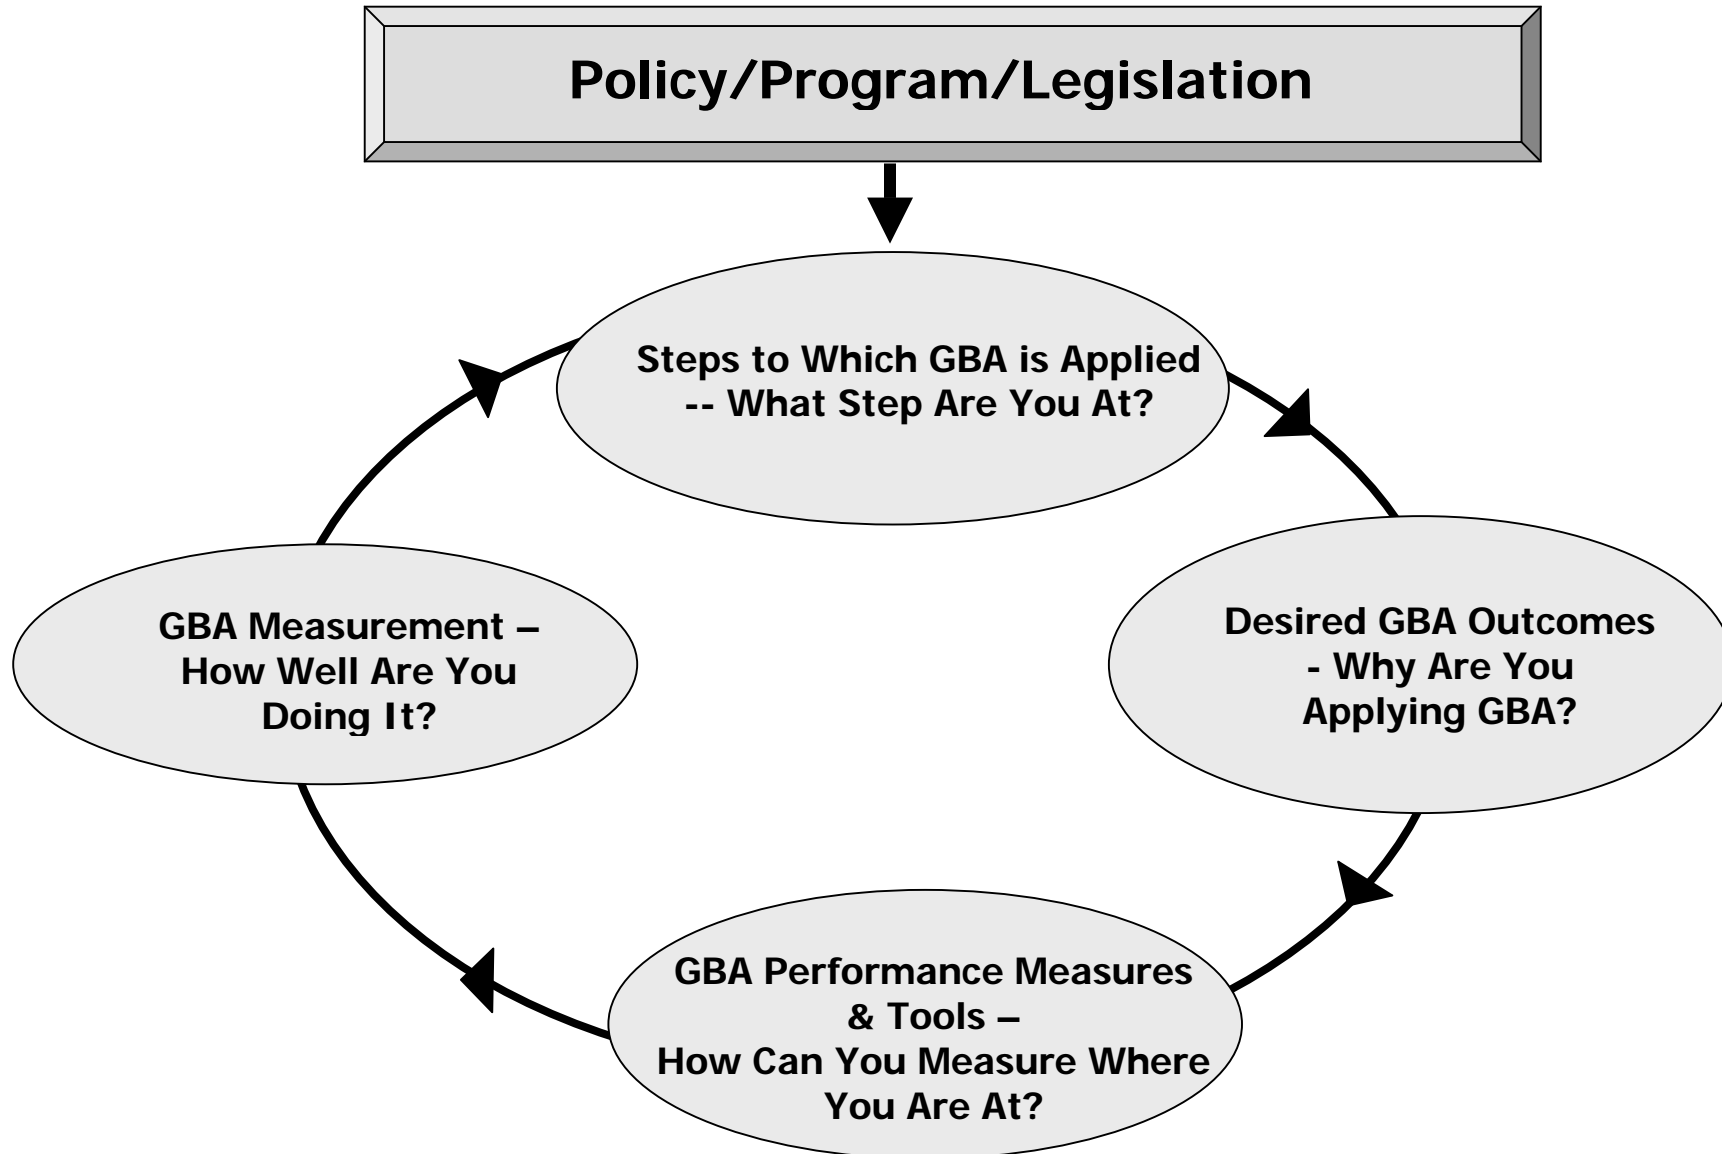 Policy/Program/Legislation
Steps to Which GBA is Applied
-- What Step Are You At?
Desired GBA Outcomes
- Why Are You
Applying GBA?
GBA Performance Measures
& Tools –
How Can You Measure Where
You Are At?
GBA Measurement –
How Well Are You
Doing It?